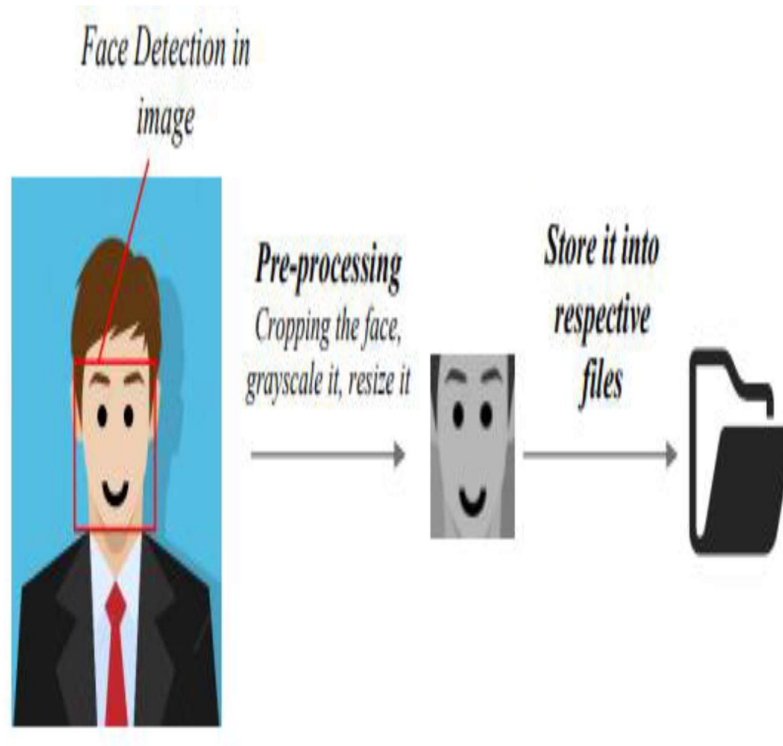 Face Detection in
image
Pre-processing
Cropping the face,
grayscale it, resize it
Store it into
respective
files